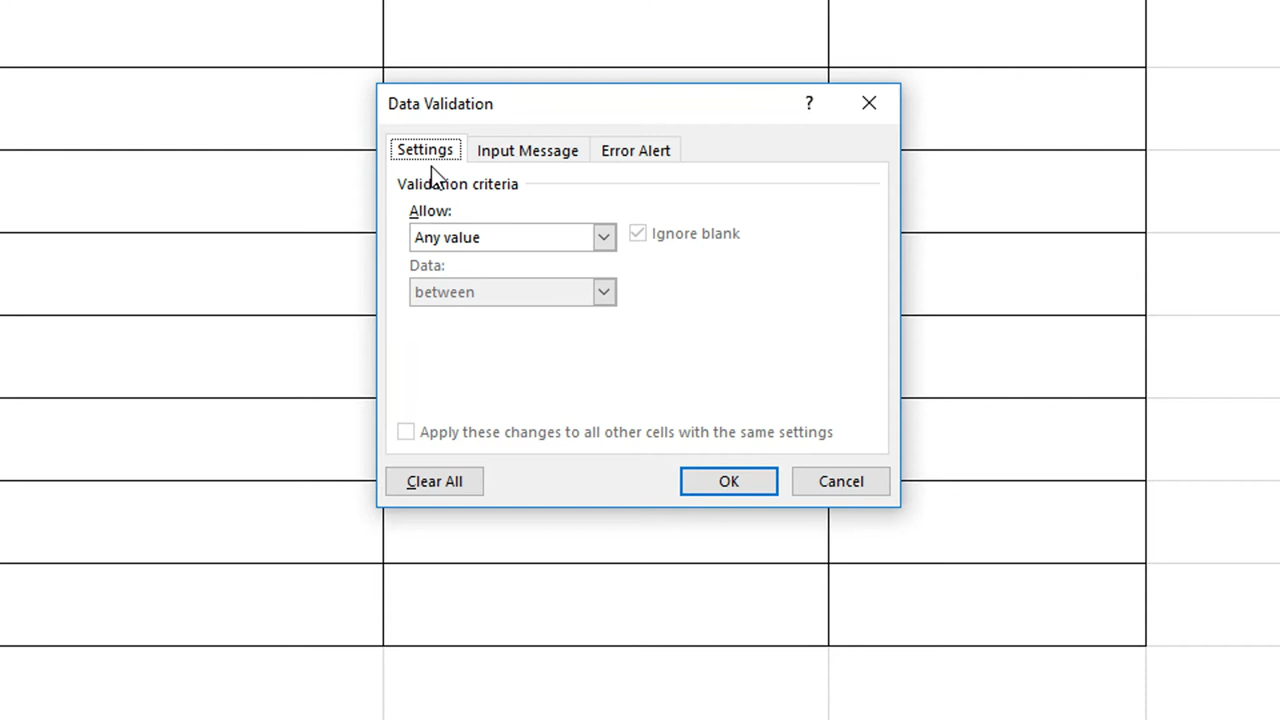 Data Validation ?
Settings Input Message Error Alert
Validation criteria
Allow:
Any value Ignore blank
Data:
between
Apply these changes to all other cells with the same settings
Clear All OK Cancel